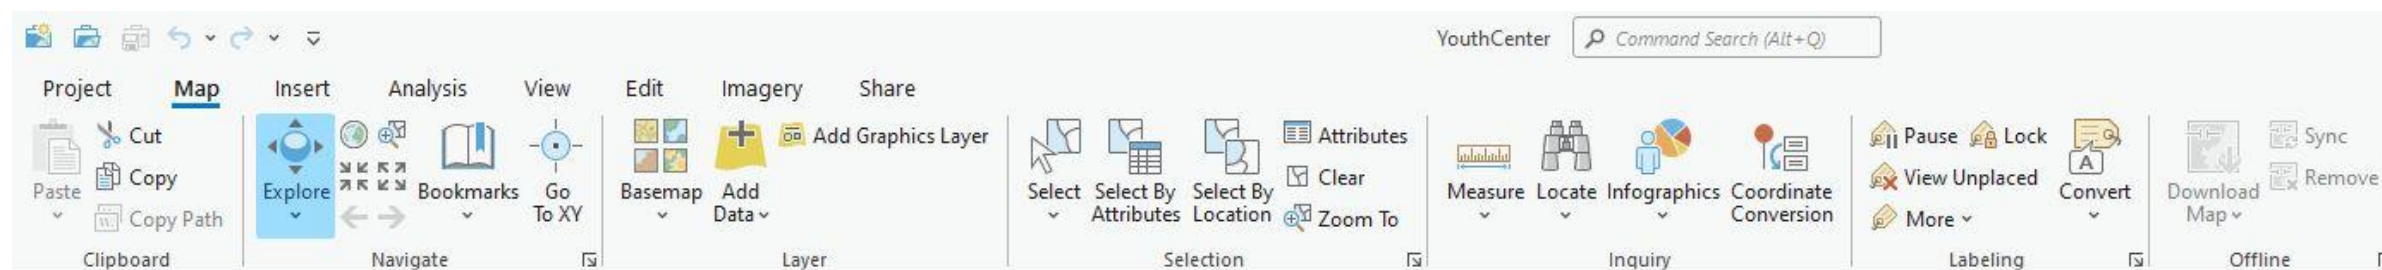 YouthCenter
Command Search (Alt+Q)
Project Map Insert Analysis View Edit Imagery Share
Paste
Cut
Copy
Copy Path
Clipboard
Explore
Bookmarks
Go
To XY
Navigate
Basemap
Add
Data
Add Graphics Layer
Layer
Select
Select By
Attributes
Select By
Location
Attributes
Clear
Zoom To
Selection
Measure
Locate
Infographics
Coordinate
Conversion
Inquiry
Pause
Lock
View Unplaced
More
A
Convert
Labeling
Download
Map
Sync
Remove
Offline